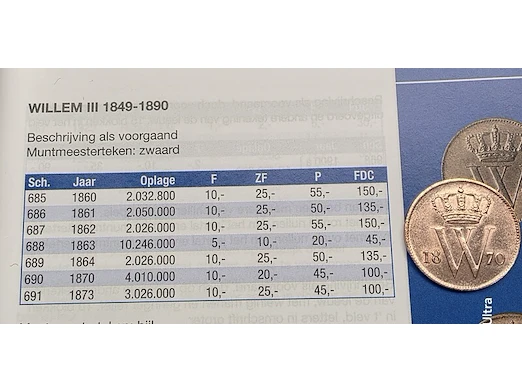 WILLEM III 1849-1890
Beschrijving als voorgaand
Muntmeesterteken: zwaard
Sch. Jaar Oplage F ZF P FDC
685 1860 2.032.800 10,- 25,- 55,- 150,-
686 1861 2.050.000 10,- 25,- 50,- 135,-
687 1862 2.026.000 10,- 25,- 55,- 150,-
688 1863 10.246.000 5,- 10,- 20,- 45,-
689 1864 2.026.000 10,- 25,- 50,- 135,-
690 1870 4.010.000 10,- 20,- 45,- 100,-
691 1873 3.026.000 10,- 25,- 45,- 100,-
W
18 W 70
Ultra